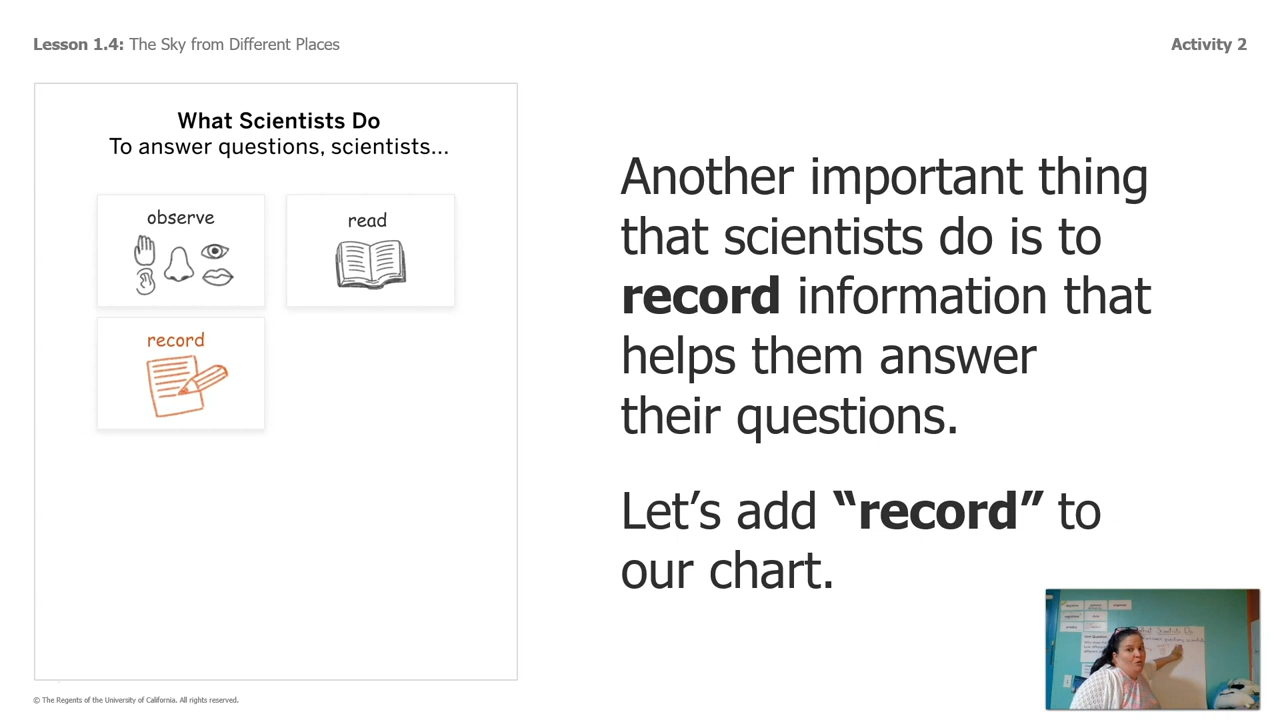 Lesson 1.4: The Sky from Different Places
Activity 2
What Scientists Do
To answer questions, scientists...
observe
read
record
Another important thing
that scientists do is to
record information that
helps them answer
their questions.
Let's add “record” to
our chart.
© The Regents of the University of California. All rights reserved.